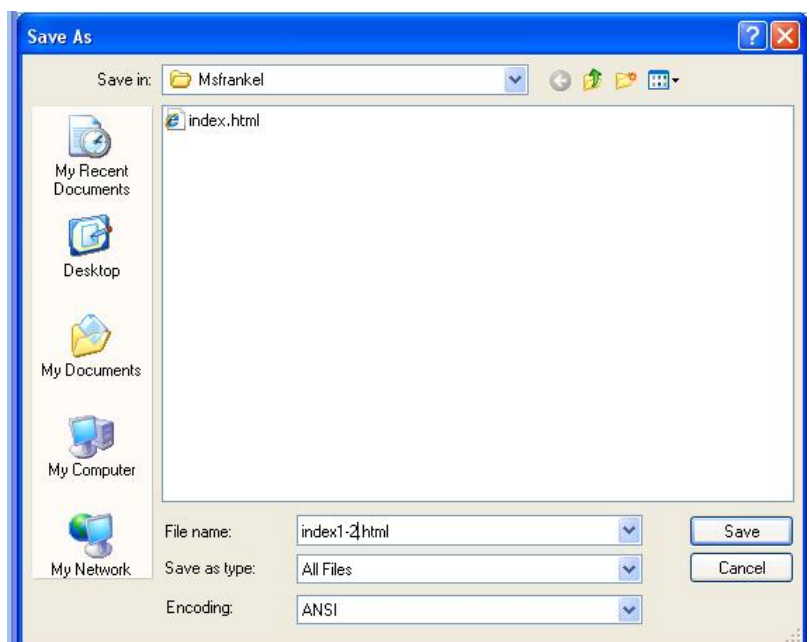 Save As
Save in: Msfrankel
index.html
My Recent
Documents
Desktop
My Documents
My Computer
My Network
File name: index1-2.html
Save
Save as type: All Files
Cancel
Encoding: ANSI